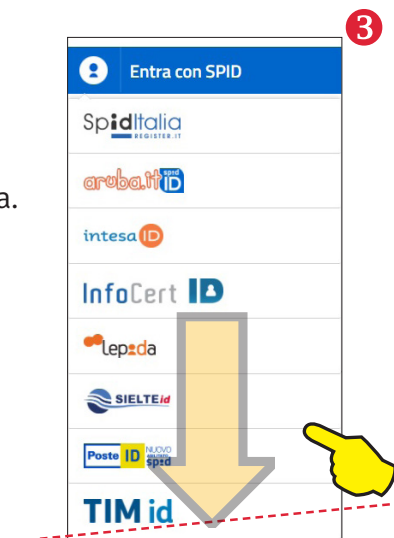 3
Entra con SPID
SpidItalia
REGISTER.IT
aruba.it spid ID
a.
intesa ID
InfoCert ID
Lepida
SIELTEid
Poste ID NUOVO
spid
TIM id